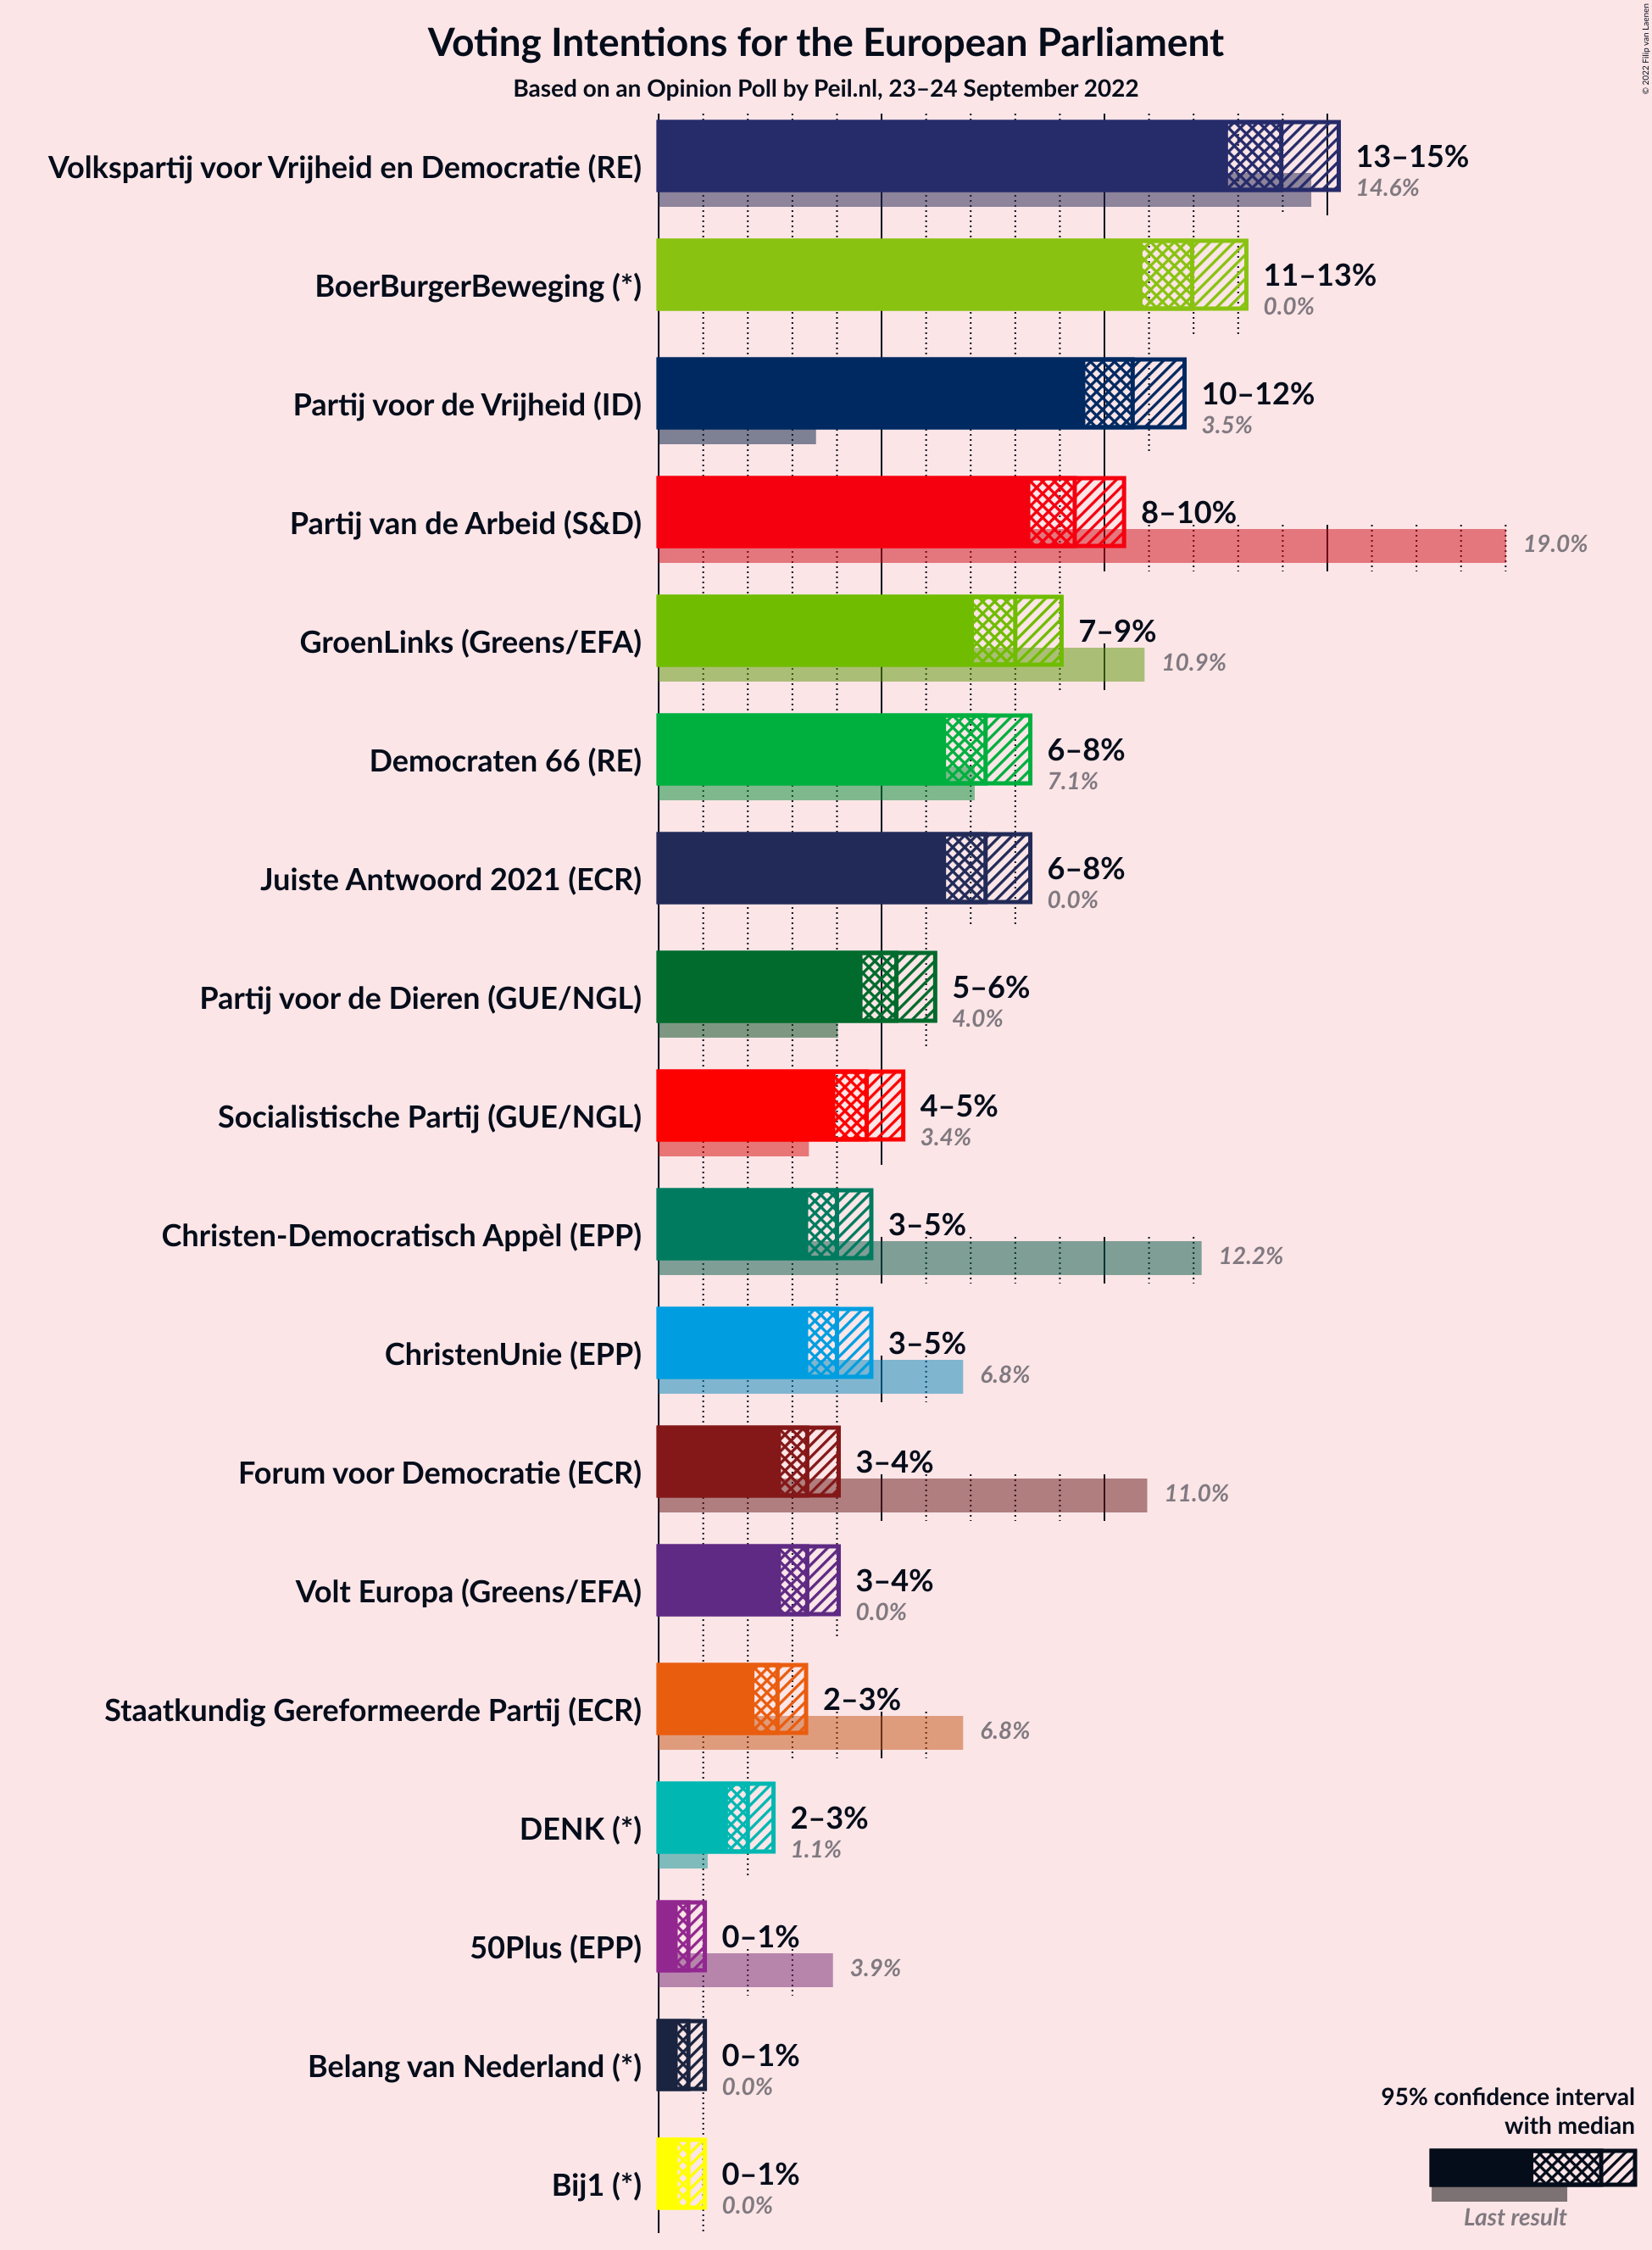 Voting Intentions for the European Parliament
Based on an Opinion Poll by Peil.nl, 23–24 September 2022
© 2022 Filip van Laenen
Volkspartij voor Vrijheid en Democratie (RE)
13–15%
14.6%
BoerBurgerBeweging (*)
11–13%
0.0%
Partij voor de Vrijheid (ID)
10–12%
3.5%
Partij van de Arbeid (S&D)
8–10%
19.0%
GroenLinks (Greens/EFA)
7–9%
10.9%
Democraten 66 (RE)
6–8%
7.1%
Juiste Antwoord 2021 (ECR)
6–8%
0.0%
Partij voor de Dieren (GUE/NGL)
5–6%
4.0%
Socialistische Partij (GUE/NGL)
4–5%
3.4%
Christen-Democratisch Appèl (EPP)
3–5%
12.2%
ChristenUnie (EPP)
3–5%
6.8%
Forum voor Democratie (ECR)
3–4%
11.0%
Volt Europa (Greens/EFA)
3–4%
0.0%
Staatkundig Gereformeerde Partij (ECR)
2–3%
6.8%
DENK (*)
2–3%
1.1%
50Plus (EPP)
0–1%
3.9%
Belang van Nederland (*)
0–1%
0.0%
Bij1 (*)
0–1%
0.0%
95% confidence interval
with median
Last result